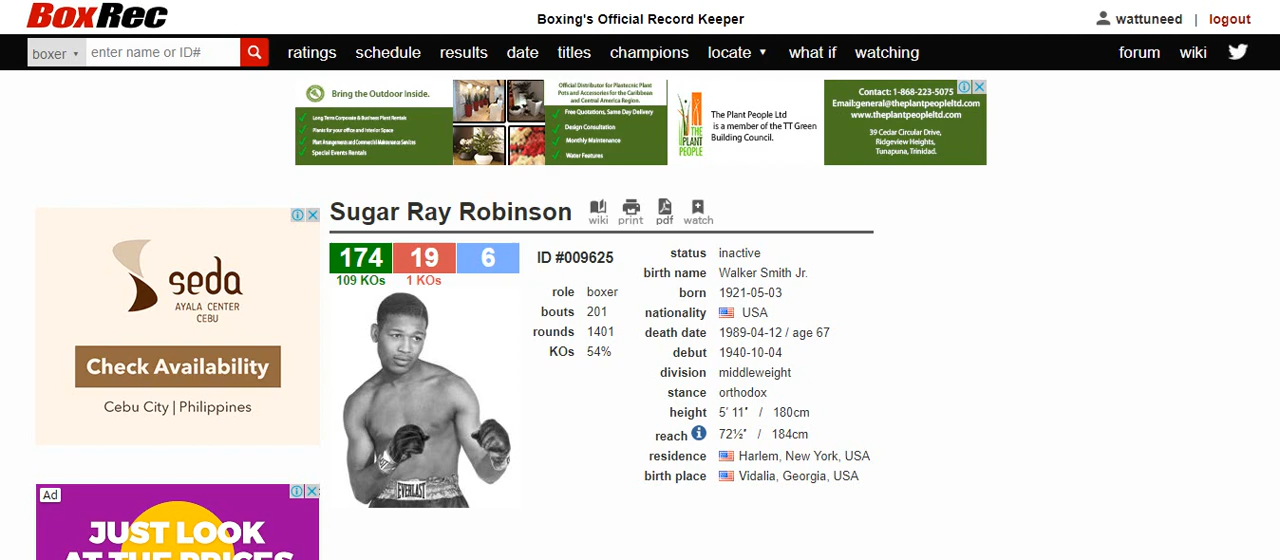 BoxRec
Boxing's Official Record Keeper
wattuneed | logout
boxer ▾ enter name or ID#
ratings schedule results date titles champions locate ▼ what if watching forum wiki
Bring the Outdoor Inside.
Long Term Corporate & Business Plant Rentals
Plants for your office and Interior Space
Plant Arrangements and Commercial Maintenance Services
Special Events Rentals
Official Distributor for Plastecnic Plant
Pots and Accessories for the Caribbean
and Central America Region.
Free Quotations, Same Day Delivery
Design Consultation
Monthly Maintenance
Water Features
THE
PLANT
PEOPLE
The Plant People Ltd
is a member of the TT Green
Building Council.
Contact: 1-868-223-5075
Email:general@theplantpeopleltd.com
www.theplantpeopleltd.com
39 Cedar Circular Drive,
Ridgeview Heights,
Tunapuna, Trinidad.
seda
AYALA CENTER
CEBU
Check Availability
Cebu City | Philippines
Ad
JUST LOOK
AT THE PRICES
Sugar Ray Robinson
wiki print pdf watch
174 19 6
109 KOs 1 KOs
EVERLAST
ID #009625
role boxer
bouts 201
rounds 1401
KOs 54%
status inactive
birth name Walker Smith Jr.
born 1921-05-03
nationality USA
death date 1989-04-12 / age 67
debut 1940-10-04
division middleweight
stance orthodox
height 5′ 11″ / 180cm
reach 72½″ / 184cm
residence Harlem, New York, USA
birth place Vidalia, Georgia, USA